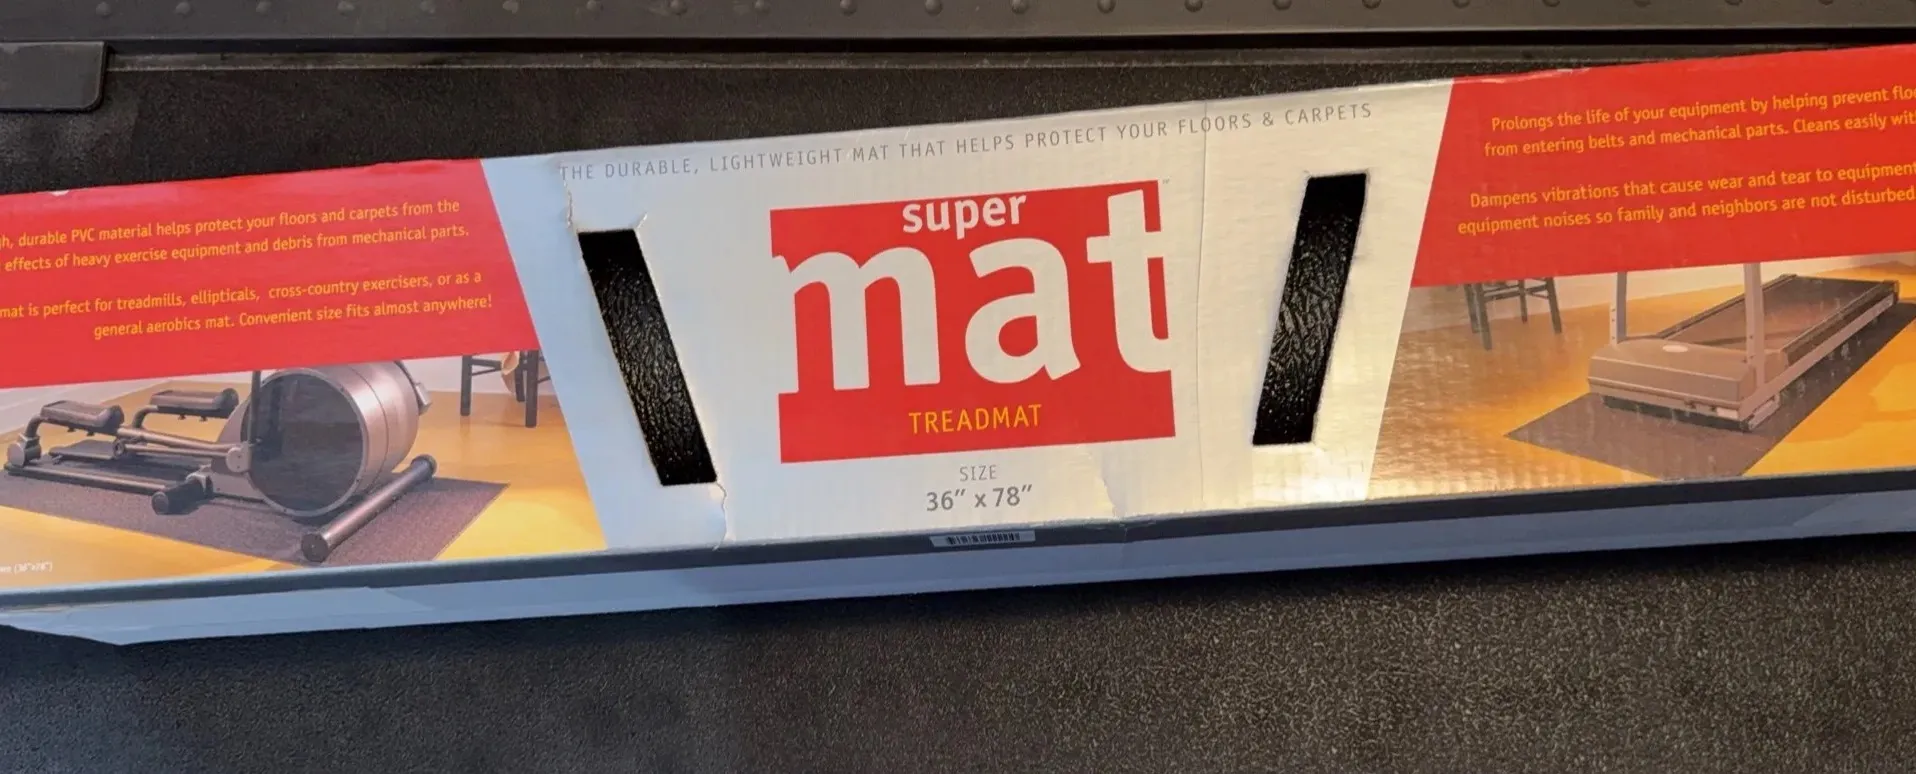 THE DURABLE, LIGHTWEIGHT MAT THAT HELPS PROTECT YOUR FLOORS & CARPETS
durable PVC material helps protect your floors and carpets from the
effects of heavy exercise equipment and debris from mechanical parts.
mat is perfect for treadmills, ellipticals, cross-country exercisers, or as a
general aerobics mat. Convenient size fits almost anywhere!
super
mat™
TREADMAT
SIZE
36" x 78"
Prolongs the life of your equipment by helping prevent
from entering belts and mechanical parts. Cleans easily
Dampens vibrations that cause wear and tear to equipment
equipment noises so family and neighbors are not disturbed
(36"x78")